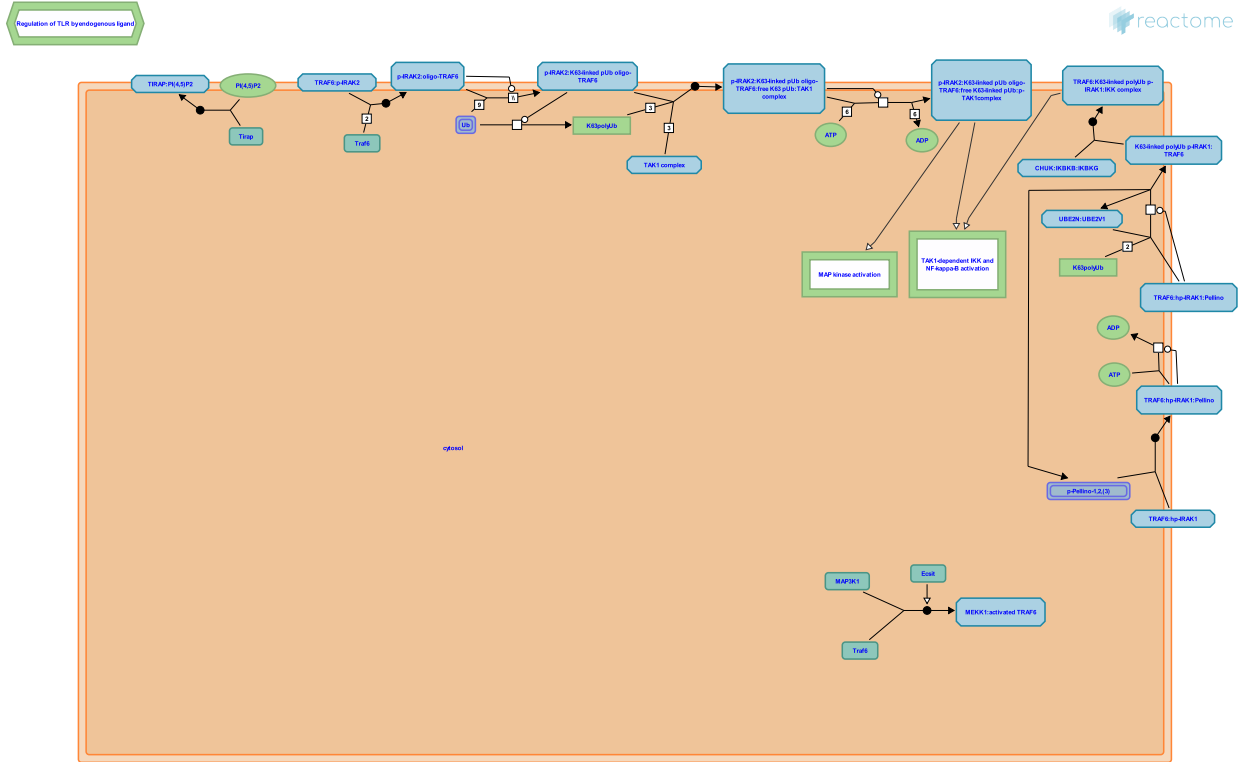 Regulation of TLR byendogenous ligand
reactome
TIRAP:PI(4,5)P2
PI(4,5)P2
Tirap
TRAF6:p-IRAK2
2
Traf6
p-IRAK2:oligo-TRAF6
9
n
Ub
p-IRAK2:K63-linked pUb oligo-
TRAF6
K63polyUb
3
3
TAK1 complex
p-IRAK2:K63-linked pUb oligo-
TRAF6:free K63 pUb:TAK1
complex
6
ATP
6
ADP
p-IRAK2:K63-linked pUb oligo-
TRAF6:free K63-linked pUb:p-
TAK1complex
TRAF6:K63-linked polyUb p-
IRAK1:IKK complex
CHUK:IKBKB:IKBKG
K63-linked polyUb p-IRAK1:
TRAF6
UBE2N:UBE2V1
2
K63polyUb
MAP kinase activation
TAK1-dependent IKK and
NF-kappa-B activation
TRAF6:hp-IRAK1:Pellino
ADP
ATP
TRAF6:hp-IRAK1:Pellino
cytosol
p-Pellino-1,2,(3)
TRAF6:hp-IRAK1
MAP3K1
Ecsit
MEKK1:activated TRAF6
Traf6